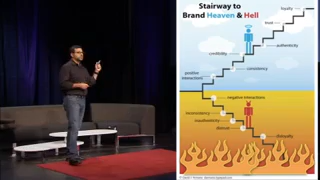 Stairway to
Brand Heaven & Hell
loyalty
trust
authenticity
credibility
consistency
positive
interactions
negative interactions
inconsistency
inauthenticity
distrust
disloyalty